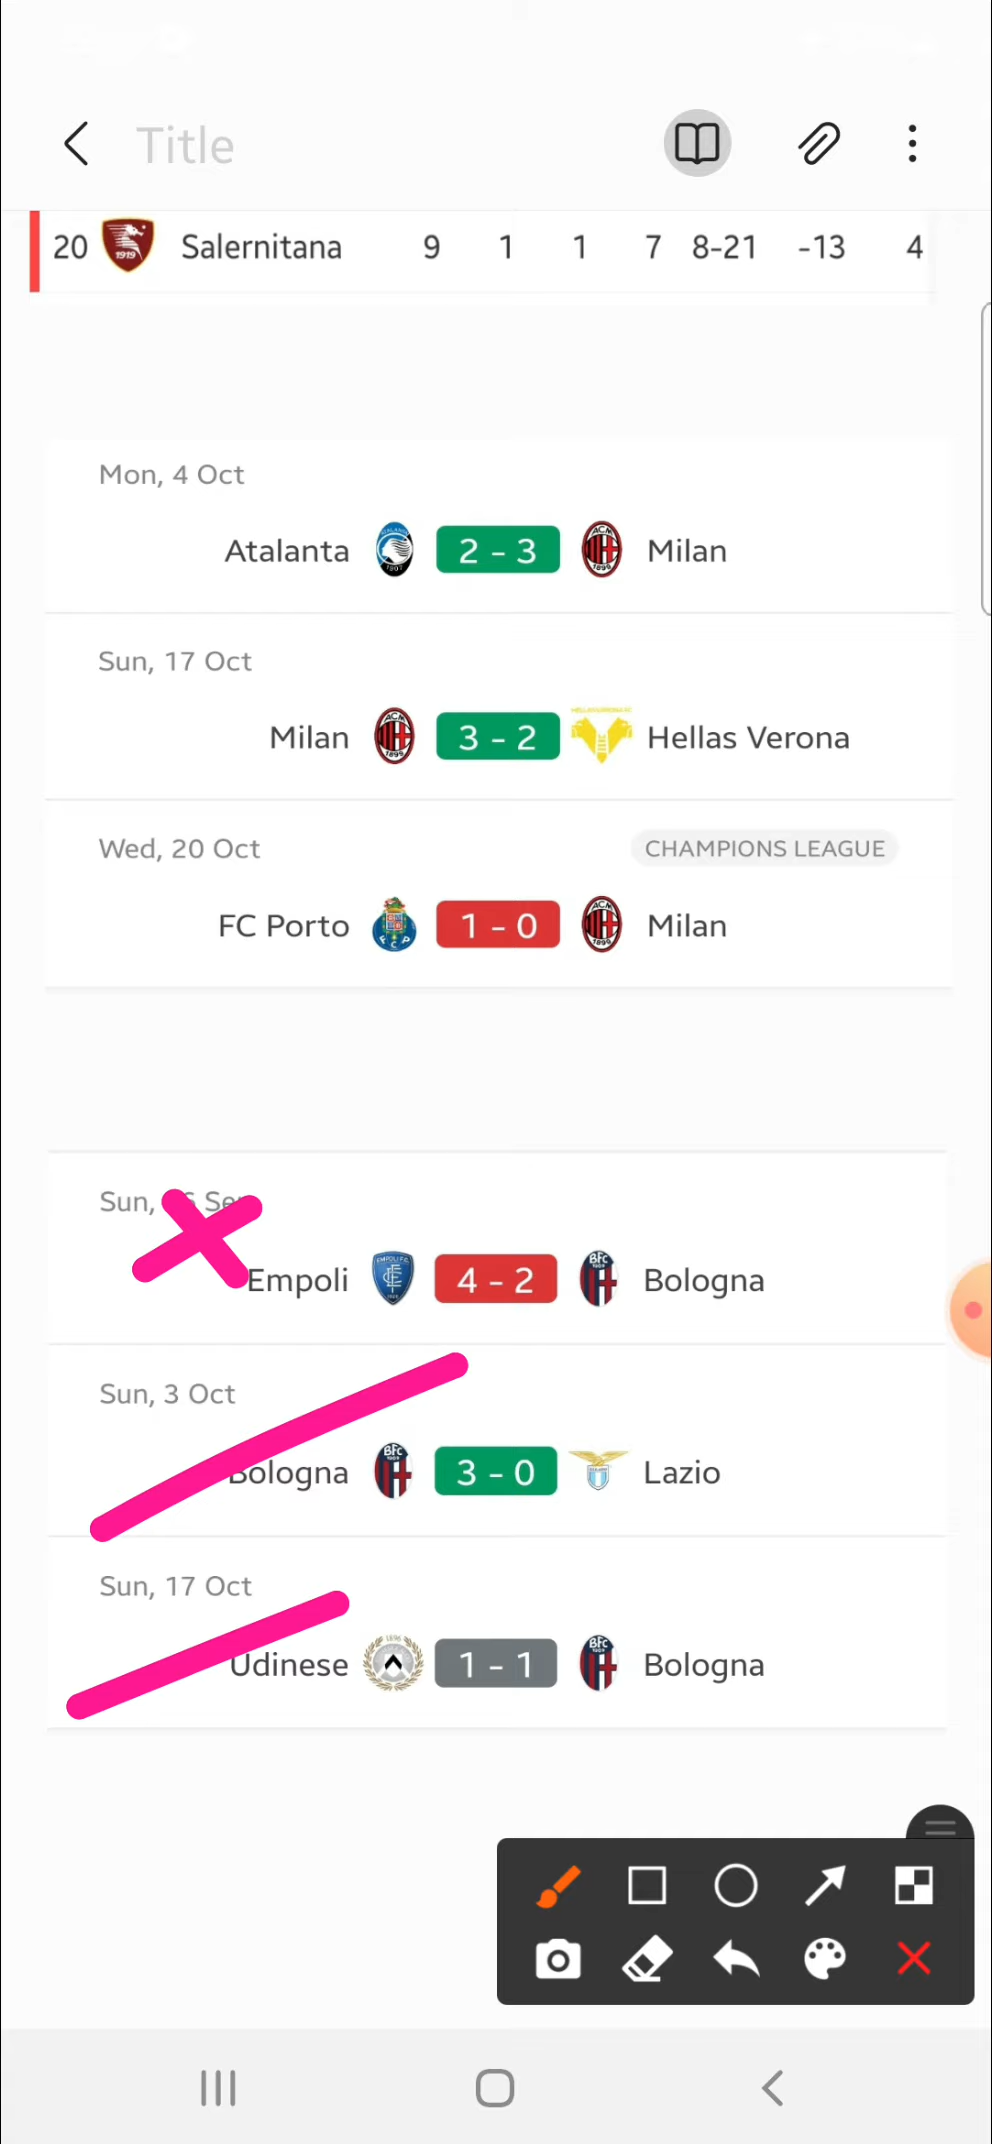 Title
20 Salernitana 9 1 1 7 8-21 -13 4
Mon, 4 Oct
Atalanta 2 - 3 Milan
Sun, 17 Oct
Milan 3 - 2 Hellas Verona
Wed, 20 Oct CHAMPIONS LEAGUE
FC Porto 1 - 0 Milan
Sun,
Empoli 4 - 2 Bologna
Sun, 3 Oct
Bologna 3 - 0 Lazio
Sun, 17 Oct
Udinese 1 - 1 Bologna